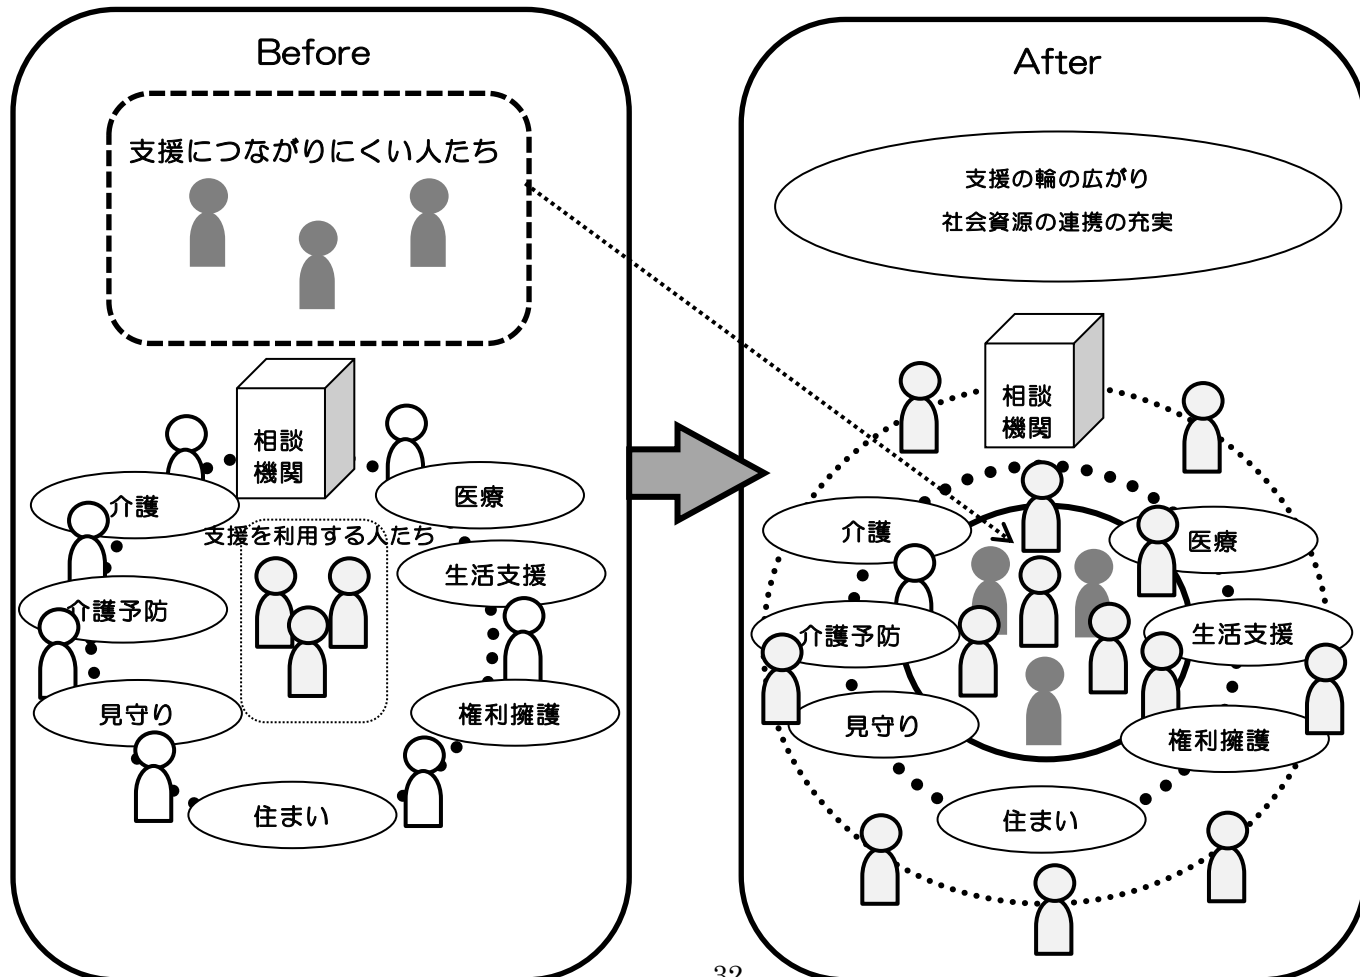 Before
支援につながりにくい人たち
相談
機関
介護
医療
支援を利用する人たち
生活支援
介護予防
見守り
権利擁護
住まい
After
支援の輪の広がり
社会資源の連携の充実
相談
機関
介護
医療
介護予防
生活支援
見守り
権利擁護
住まい
32